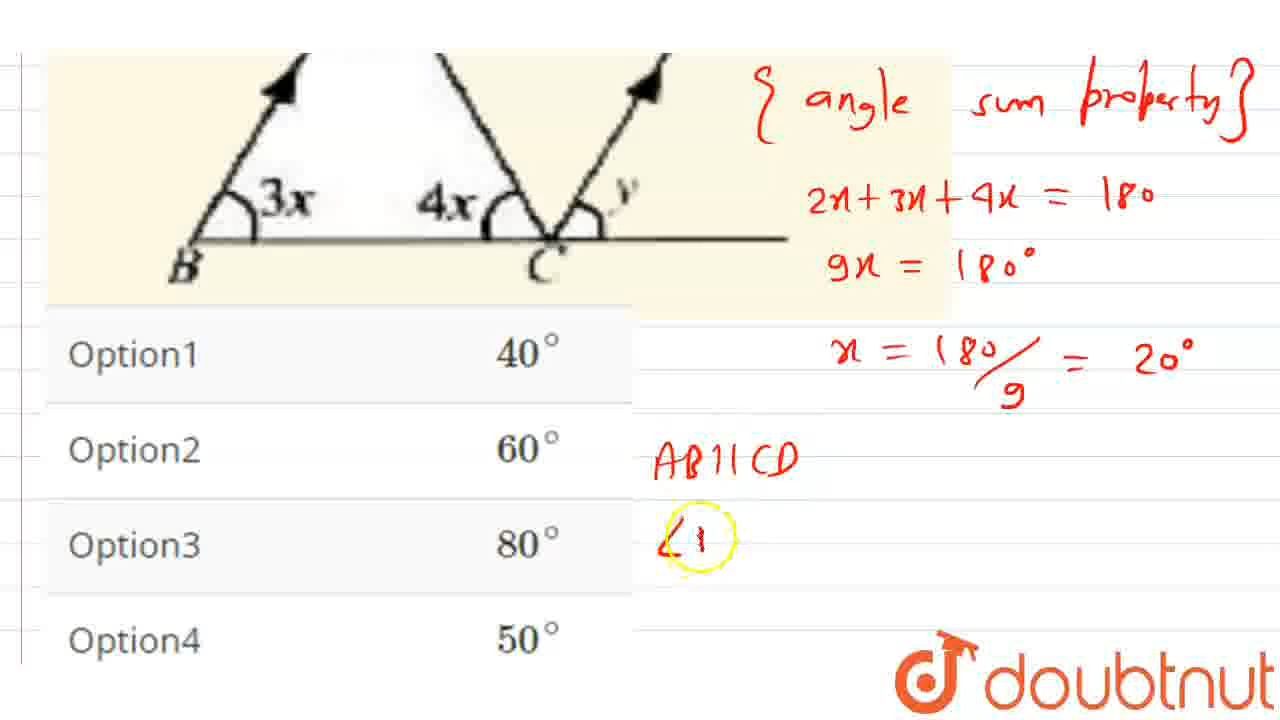 3x 4x y
B C
{ angle sum property }
2x + 3x + 4x = 180
9x = 180°
x = 180/9 = 20°
Option1 40°
Option2 60°
Option3 80°
Option4 50°
AB || CD
∠
doubtnut